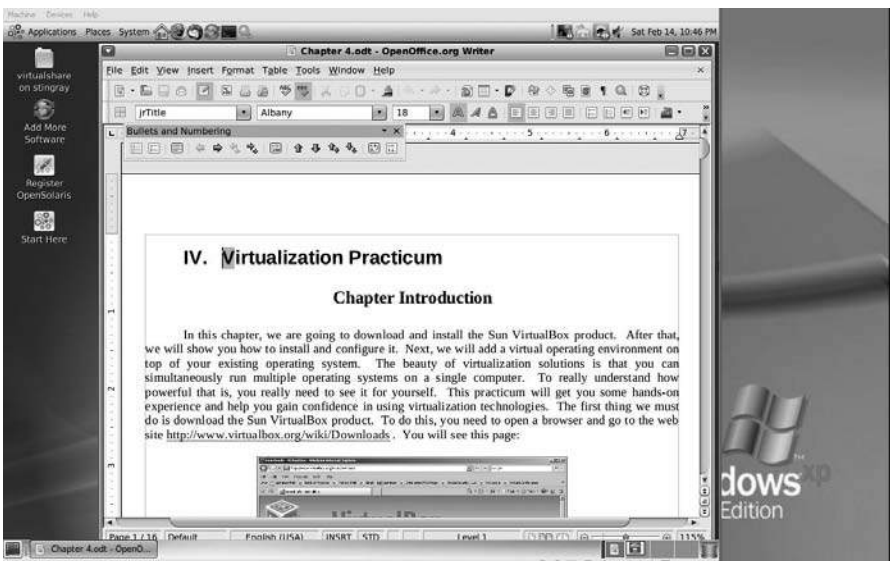 Machine Devices Help
Applications Places System Sat Feb 14, 10:46 PM
virtualshare
on stingray
Add More
Software
Register
OpenSolaris
Start Here
Chapter 4.odt - OpenOffice.org Writer
File Edit View Insert Format Table Tools Window Help
jrTitle Albany 18
Bullets and Numbering
4 5 6 7
IV. Virtualization Practicum
Chapter Introduction
In this chapter, we are going to download and install the Sun VirtualBox product. After that,
we will show you how to install and configure it. Next, we will add a virtual operating environment on
top of your existing operating system. The beauty of virtualization solutions is that you can
simultaneously run multiple operating systems on a single computer. To really understand how
powerful that is, you really need to see it for yourself. This practicum will get you some hands-on
experience and help you gain confidence in using virtualization technologies. The first thing we must
do is download the Sun VirtualBox product. To do this, you need to open a browser and go to the web
site http://www.virtualbox.org/wiki/Downloads . You will see this page:
1
2
3
Page 1 / 16 Default English (USA) INSRT STD Level 1 115%
Chapter 4.odt - OpenO...
dows xp
Edition